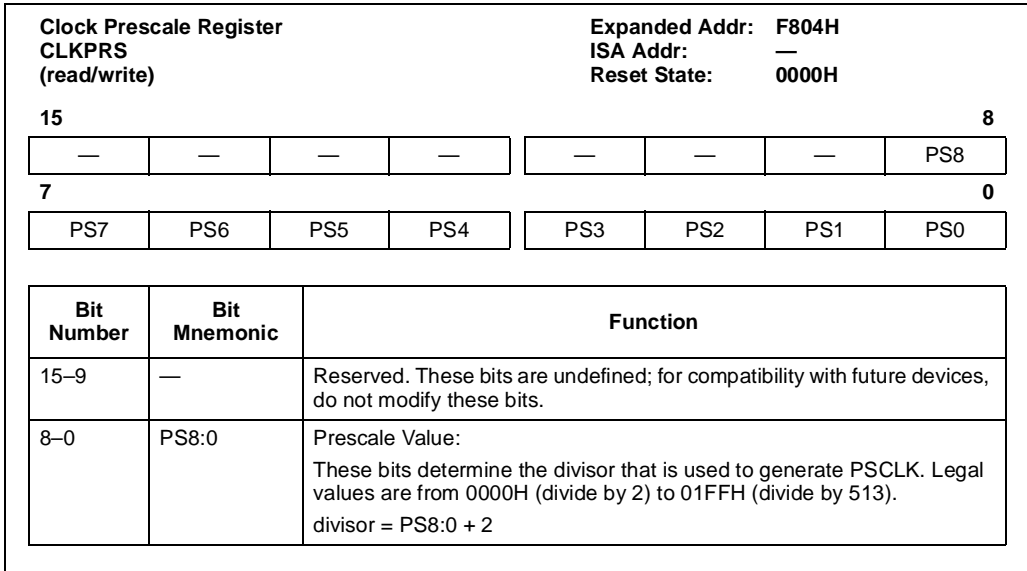 Clock Prescale Register
CLKPRS
(read/write)
Expanded Addr: F804H
ISA Addr: —
Reset State: 0000H
15 8
— — — — — — — PS8
7 0
PS7 PS6 PS5 PS4 PS3 PS2 PS1 PS0
Bit Number Bit Mnemonic Function
15–9 — Reserved. These bits are undefined; for compatibility with future devices,
do not modify these bits.
8–0 PS8:0 Prescale Value:
These bits determine the divisor that is used to generate PSCLK. Legal
values are from 0000H (divide by 2) to 01FFH (divide by 513).
divisor = PS8:0 + 2